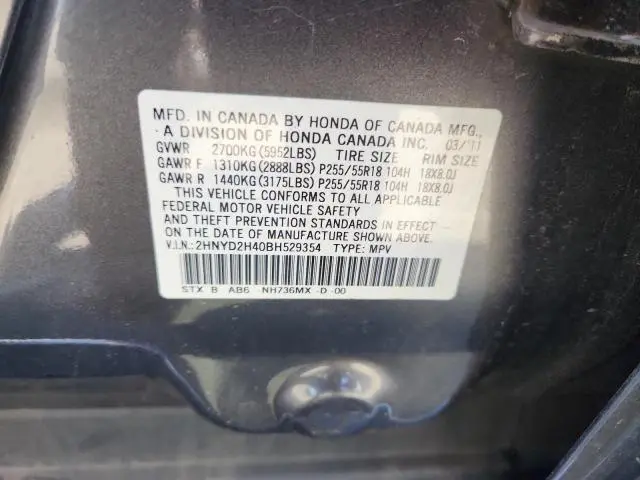 MFD. IN CANADA BY HONDA OF CANADA MFG.,
A DIVISION OF HONDA CANADA INC. 03/'11
GVWR 2700KG(5952LBS) TIRE SIZE RIM SIZE
GAWR F 1310KG(2888LBS) P255/55R18 104H 18X8.0J
GAWR R 1440KG(3175LBS) P255/55R18 104H 18X8.0J
THIS VEHICLE CONFORMS TO ALL APPLICABLE
FEDERAL MOTOR VEHICLE SAFETY
AND THEFT PREVENTION STANDARDS IN EFFECT
ON THE DATE OF MANUFACTURE SHOWN ABOVE.
V.I.N.:2HNYD2H40BH529354 TYPE: MPV
STX B AB6 NH736MX -D -00